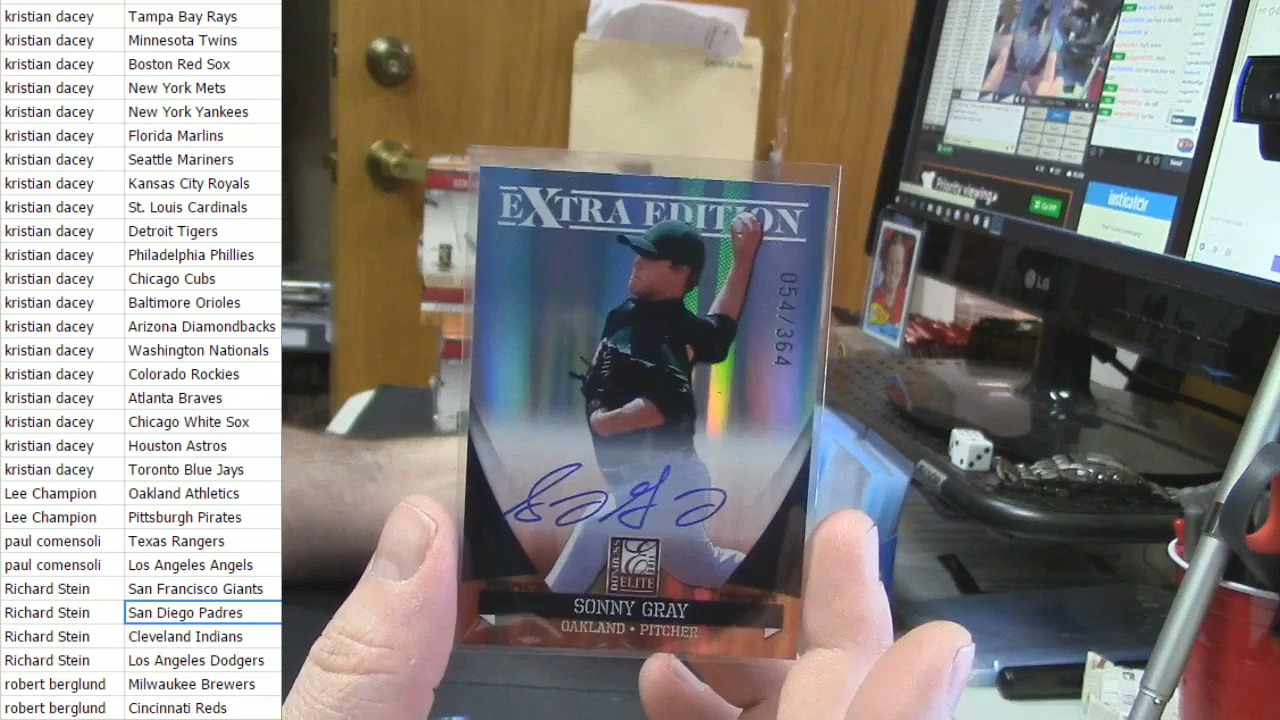 kristian dacey Tampa Bay Rays
kristian dacey Minnesota Twins
kristian dacey Boston Red Sox
kristian dacey New York Mets
kristian dacey New York Yankees
kristian dacey Florida Marlins
kristian dacey Seattle Mariners
kristian dacey Kansas City Royals
kristian dacey St. Louis Cardinals
kristian dacey Detroit Tigers
kristian dacey Philadelphia Phillies
kristian dacey Chicago Cubs
kristian dacey Baltimore Orioles
kristian dacey Arizona Diamondbacks
kristian dacey Washington Nationals
kristian dacey Colorado Rockies
kristian dacey Atlanta Braves
kristian dacey Chicago White Sox
kristian dacey Houston Astros
kristian dacey Toronto Blue Jays
Lee Champion Oakland Athletics
Lee Champion Pittsburgh Pirates
paul comensoli Texas Rangers
paul comensoli Los Angeles Angels
Richard Stein San Francisco Giants
Richard Stein San Diego Padres
Richard Stein Cleveland Indians
Richard Stein Los Angeles Dodgers
robert berglund Milwaukee Brewers
robert berglund Cincinnati Reds
EXTRA EDITION
054/364
DONRUSS
ELITE
SONNY GRAY
OAKLAND • PITCHER
Priority viewing
insticator
LG